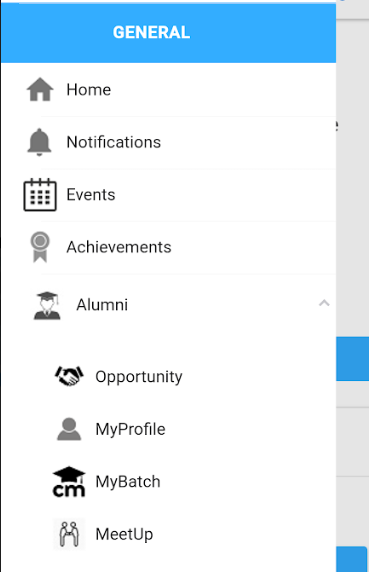 GENERAL
Home
Notifications
Events
Achievements
Alumni
Opportunity
MyProfile
cm MyBatch
MeetUp